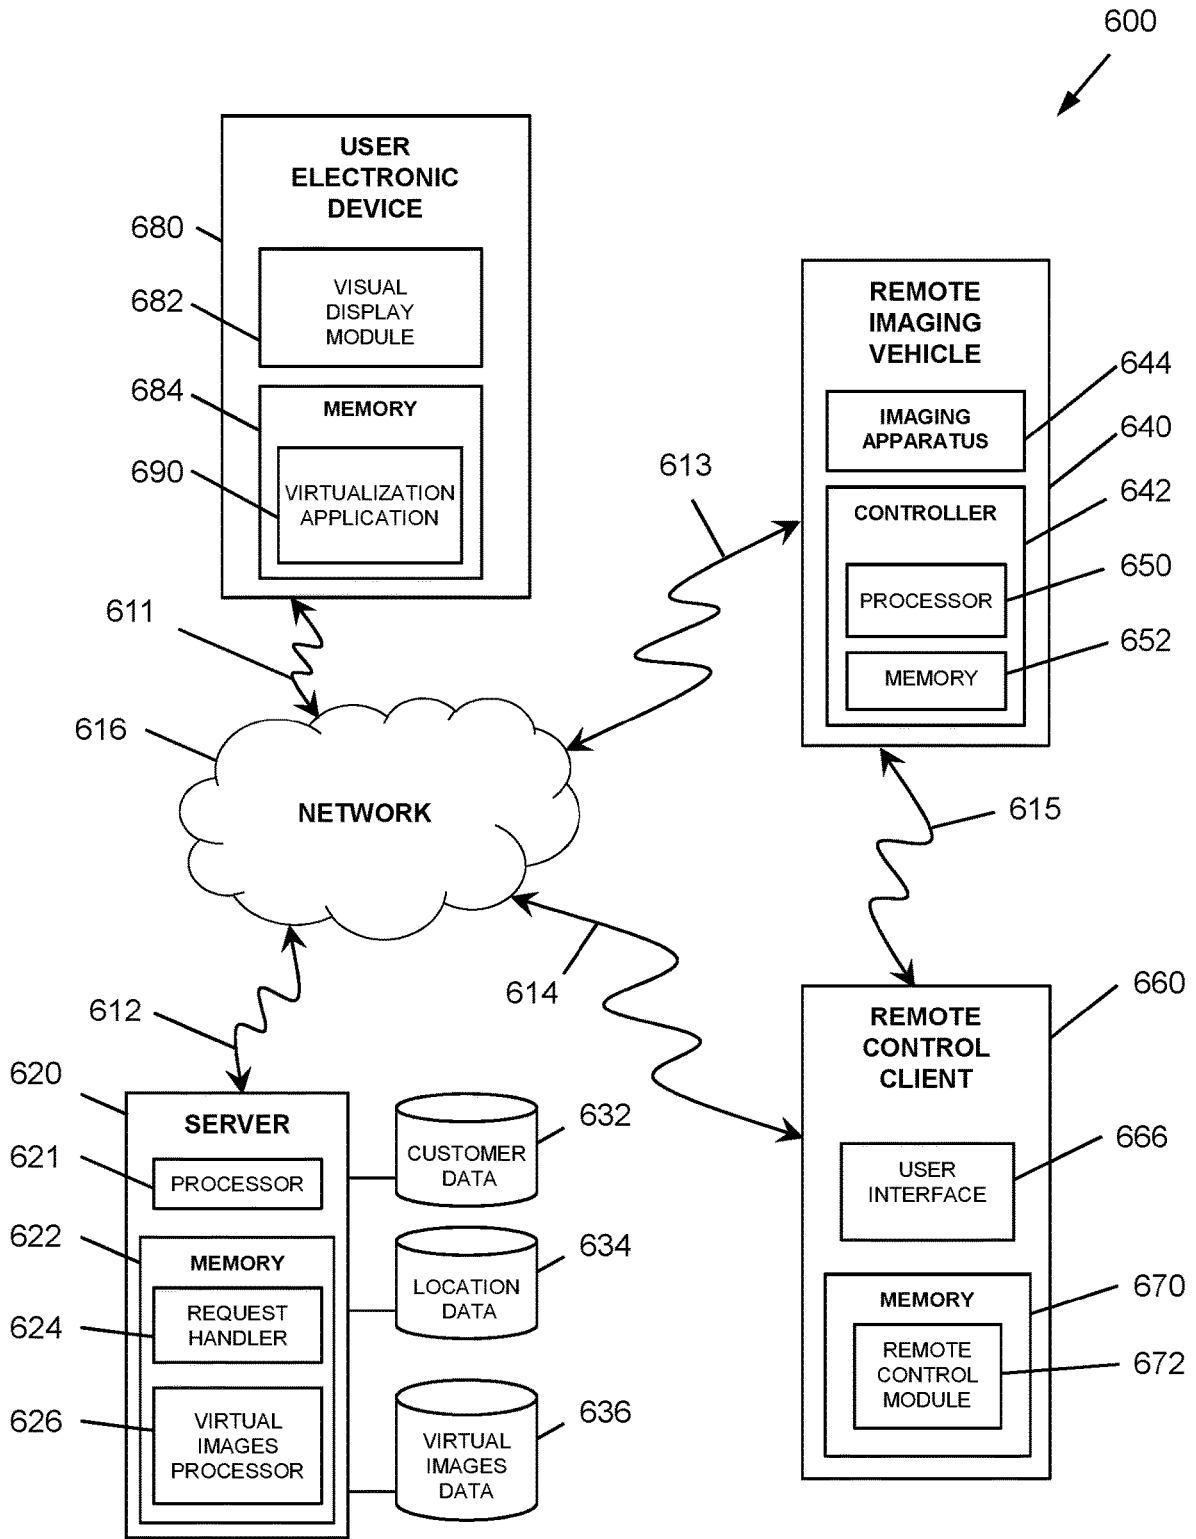 600
USER
ELECTRONIC
DEVICE
680
VISUAL
DISPLAY
MODULE
682
684
MEMORY
690
VIRTUALIZATION
APPLICATION
REMOTE
IMAGING
VEHICLE
644
IMAGING
APPARATUS
640
642
CONTROLLER
650
PROCESSOR
652
MEMORY
613
611
616
NETWORK
615
614
612
660
REMOTE
CONTROL
CLIENT
666
USER
INTERFACE
670
MEMORY
672
REMOTE
CONTROL
MODULE
620
SERVER
621
PROCESSOR
622
MEMORY
624
REQUEST
HANDLER
626
VIRTUAL
IMAGES
PROCESSOR
632
CUSTOMER
DATA
634
LOCATION
DATA
636
VIRTUAL
IMAGES
DATA